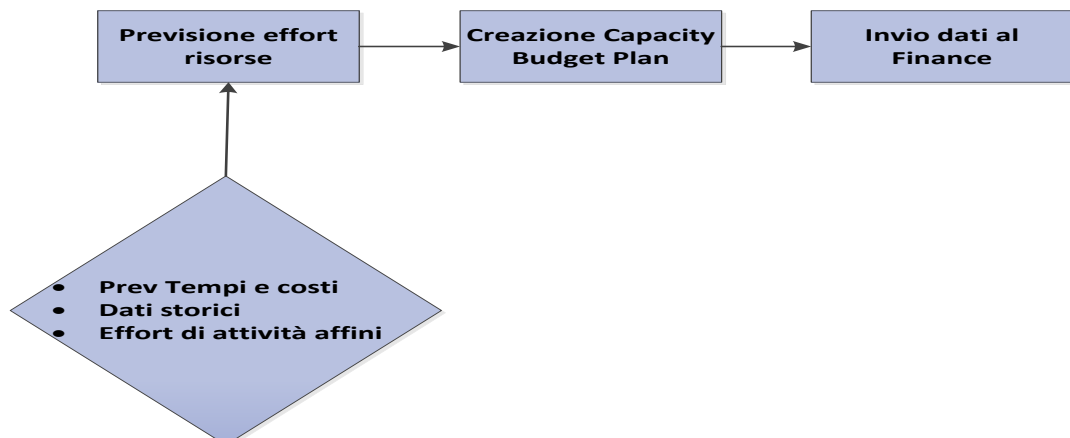 Previsione effort
risorse
Creazione Capacity
Budget Plan
Invio dati al
Finance
• Prev Tempi e costi
• Dati storici
• Effort di attività affini